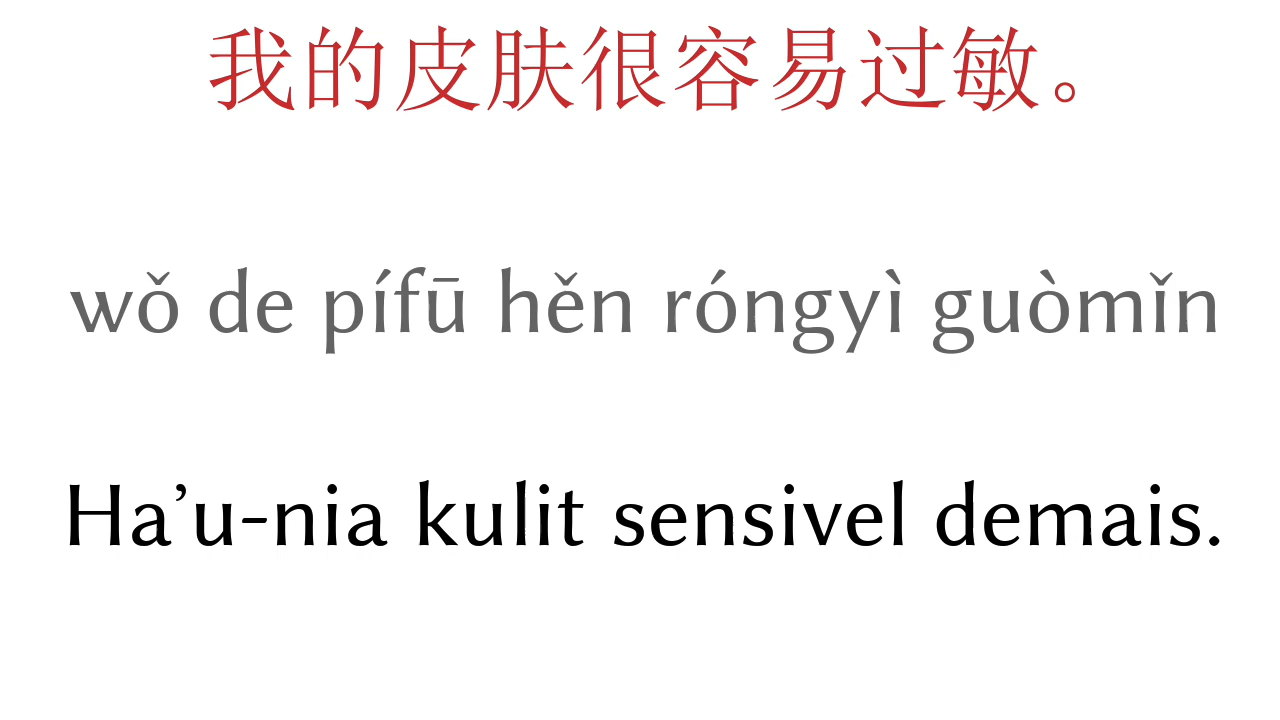 我的皮肤很容易过敏。
wǒ de pífū hěn róngyì guòmǐn
Ha’u-nia kulit sensivel demais.